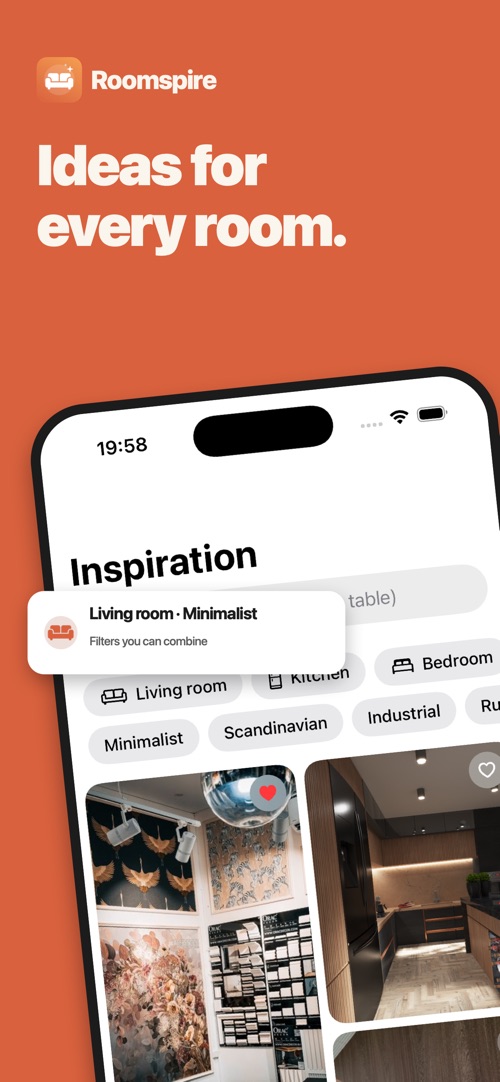 Roomspire
Ideas for
every room.
19:58
Inspiration
table)
Living room · Minimalist
Filters you can combine
Living room
Kitchen
Bedroom
Minimalist
Scandinavian
Industrial
Ru